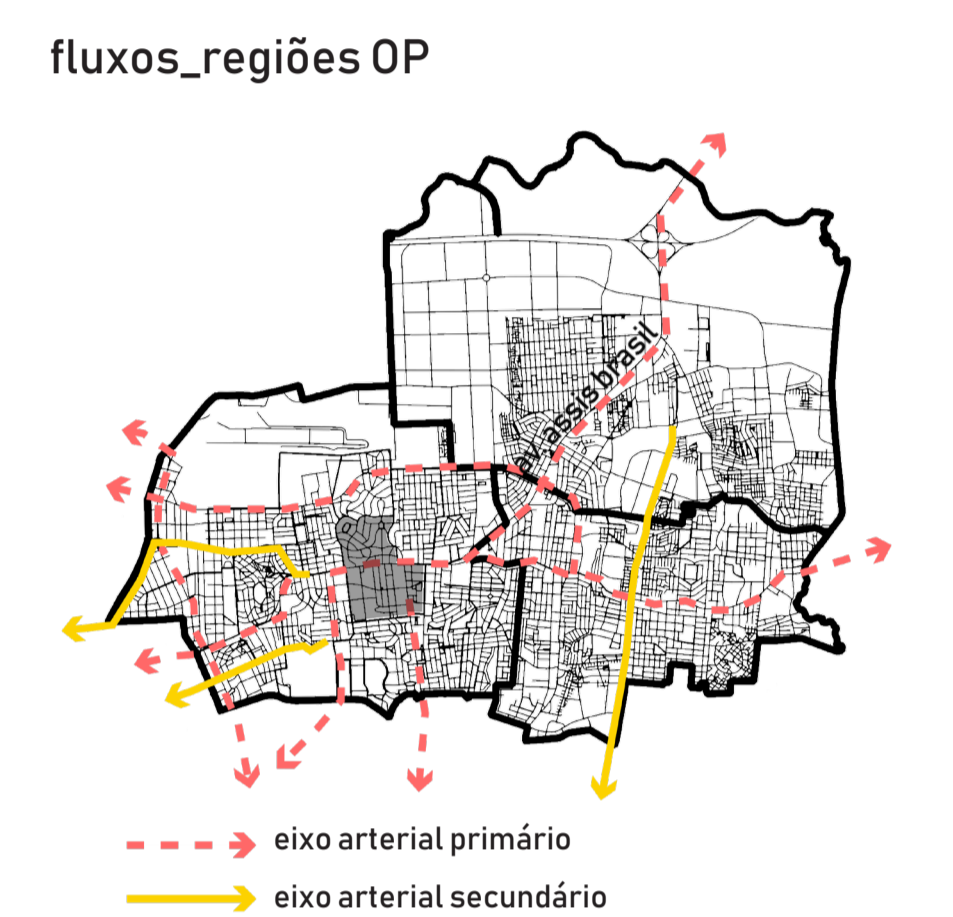 fluxos_regiões OP
av. assis brasil
eixo arterial primário
eixo arterial secundário